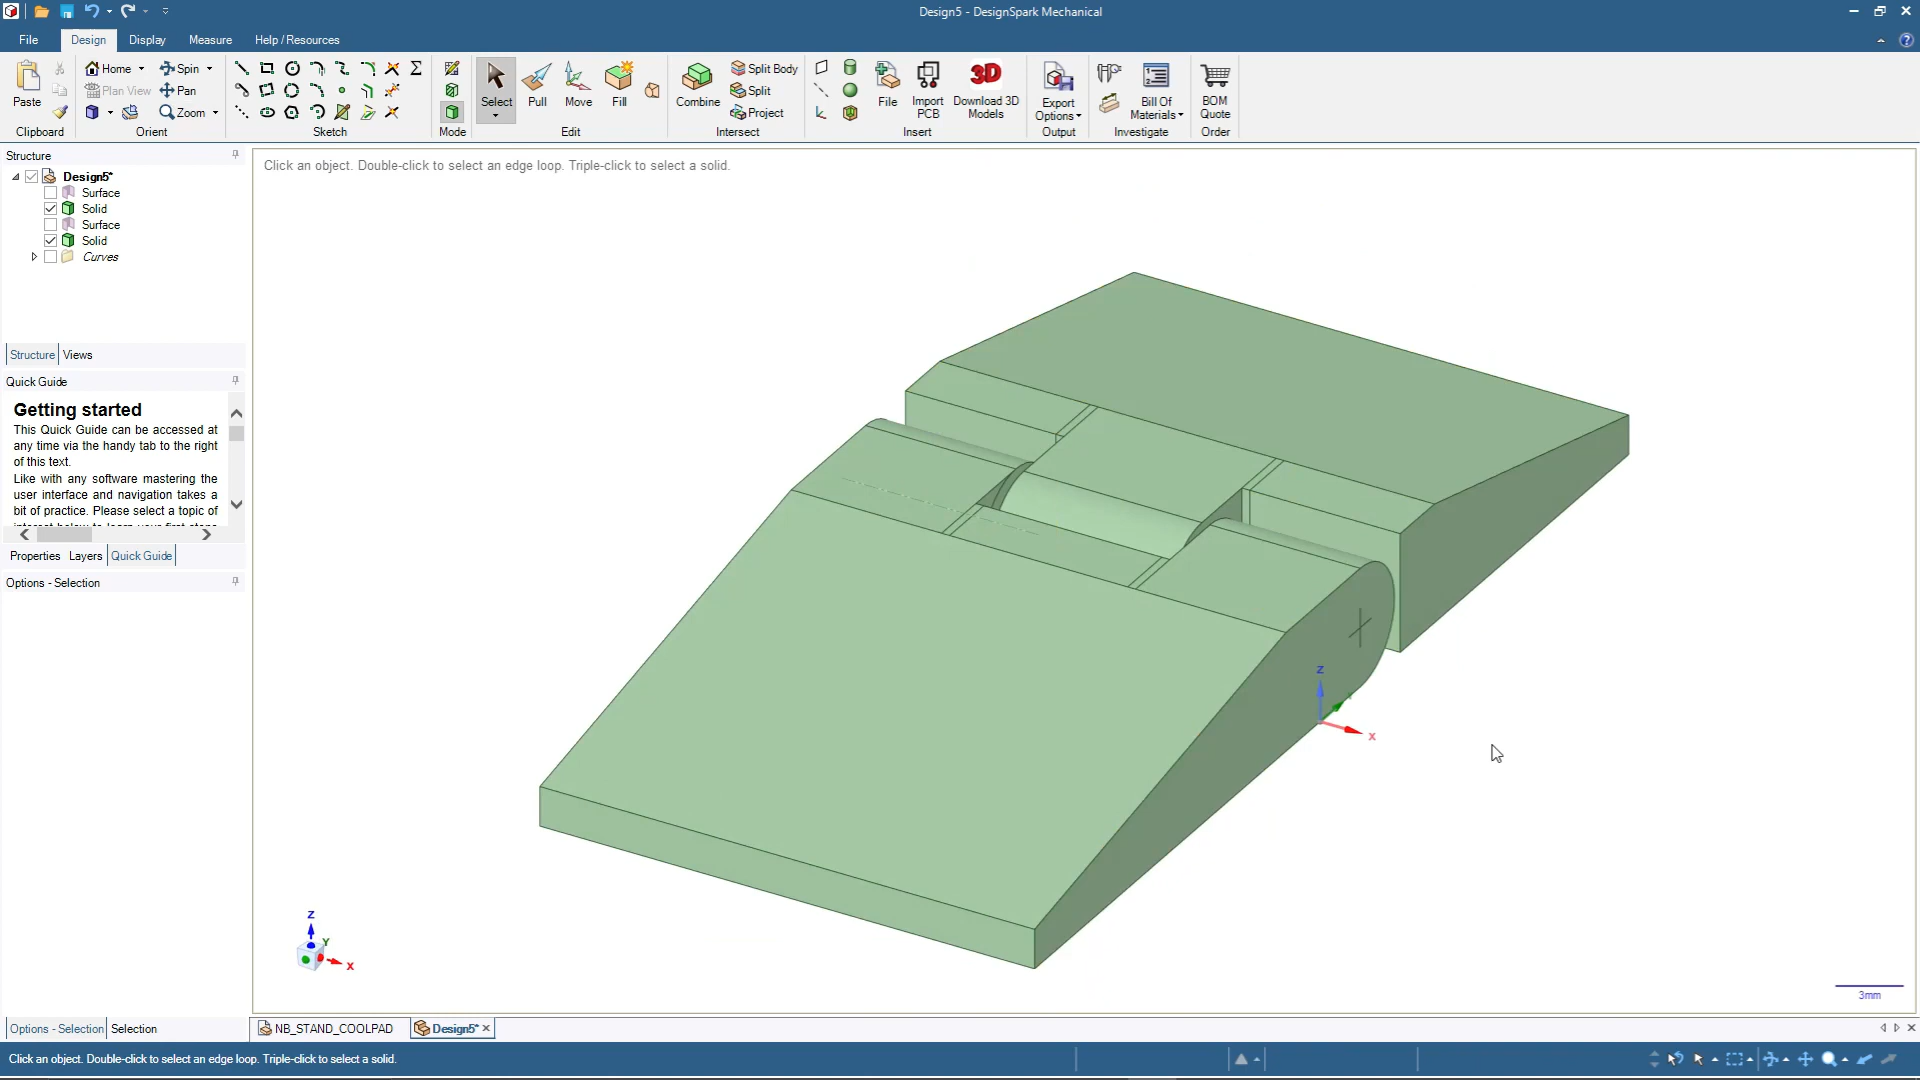 Design5 - DesignSpark Mechanical
File
Design
Display
Measure
Help / Resources
Paste
Clipboard
Home
Spin
Plan View
Pan
Zoom
Orient
Sketch
Mode
Select
Pull
Move
Fill
Edit
Combine
Split Body
Split
Project
Intersect
File
Import
PCB
3D
Download 3D
Models
Insert
Export
Options
Output
Bill Of
Materials
Investigate
BOM
Quote
Order
Structure
Design5*
Surface
Solid
Surface
Solid
Curves
Structure
Views
Quick Guide
Getting started
This Quick Guide can be accessed at
any time via the handy tab to the right
of this text.
Like with any software mastering the
user interface and navigation takes a
bit of practice. Please select a topic of
Properties
Layers
Quick Guide
Options - Selection
Click an object. Double-click to select an edge loop. Triple-click to select a solid.
Z
X
Z
Y
X
3mm
Options - Selection
Selection
NB_STAND_COOLPAD
Design5*
Click an object. Double-click to select an edge loop. Triple-click to select a solid.